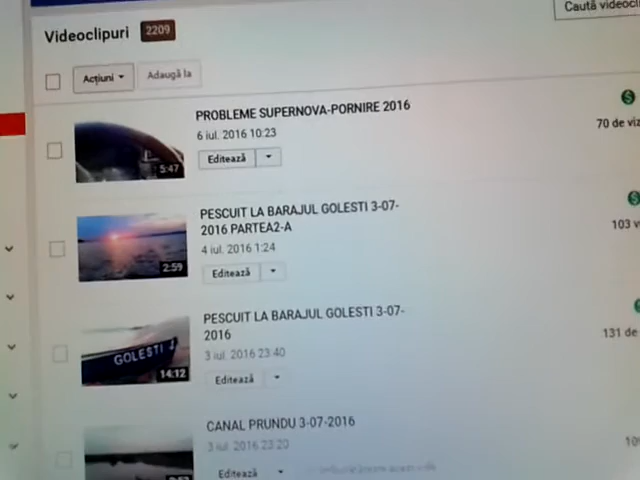 Caută videocl
Videoclipuri 2209
Acțiuni
Adaugă la
PROBLEME SUPERNOVA-PORNIRE 2016
6 iul. 2016 10:23
70 de viz
Editează
5:47
PESCUIT LA BARAJUL GOLESTI 3-07-
2016 PARTEA2-A
103 v
4 iul. 2016 1:24
2:59
Editează
PESCUIT LA BARAJUL GOLESTI 3-07-
2016
131 de
3 iul. 2016 23:40
GOLESTI
14:12
Editează
CANAL PRUNDU 3-07-2016
3 iul. 2016 23:20
Editează